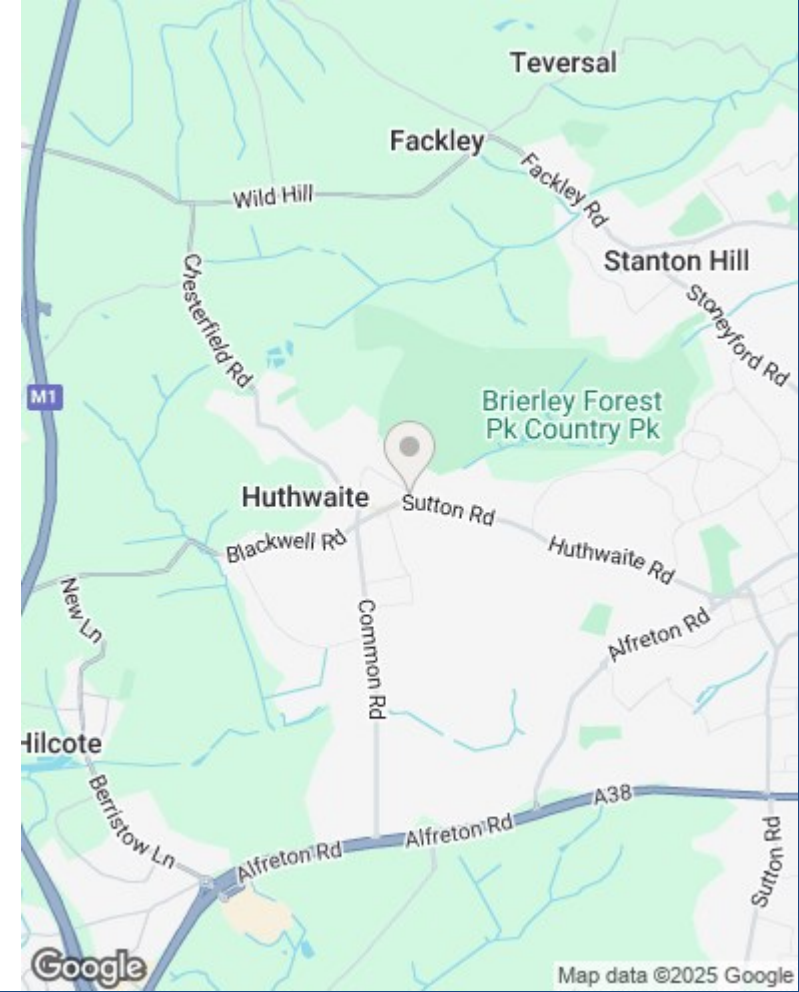 Teversal
Fackley
Fackley Rd
Wild Hill
Stanton Hill
Chesterfield Rd
Stoneyford Rd
M1
Brierley Forest
Pk Country Pk
Huthwaite
Sutton Rd
Blackwell Rd
Huthwaite Rd
New Ln
Common Rd
Alfreton Rd
Hilcote
Berristow Ln
A38
Alfreton Rd
Alfreton Rd
Sutton Rd
Google
Map data ©2025 Google